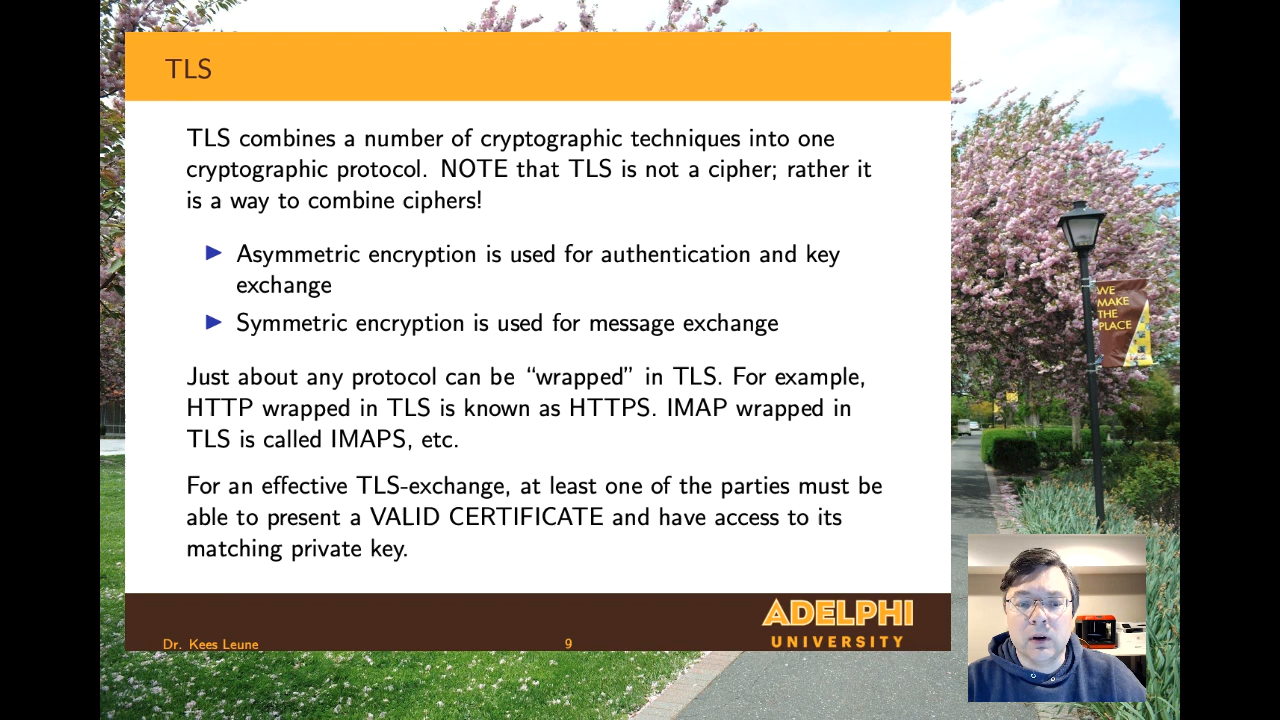 TLS
TLS combines a number of cryptographic techniques into one
cryptographic protocol. NOTE that TLS is not a cipher; rather it
is a way to combine ciphers!
Asymmetric encryption is used for authentication and key
exchange
Symmetric encryption is used for message exchange
Just about any protocol can be “wrapped” in TLS. For example,
HTTP wrapped in TLS is known as HTTPS. IMAP wrapped in
TLS is called IMAPS, etc.
For an effective TLS-exchange, at least one of the parties must be
able to present a VALID CERTIFICATE and have access to its
matching private key.
Dr. Kees Leune
9
ADELPHI
UNIVERSITY
WE
MAKE
THE
PLACE